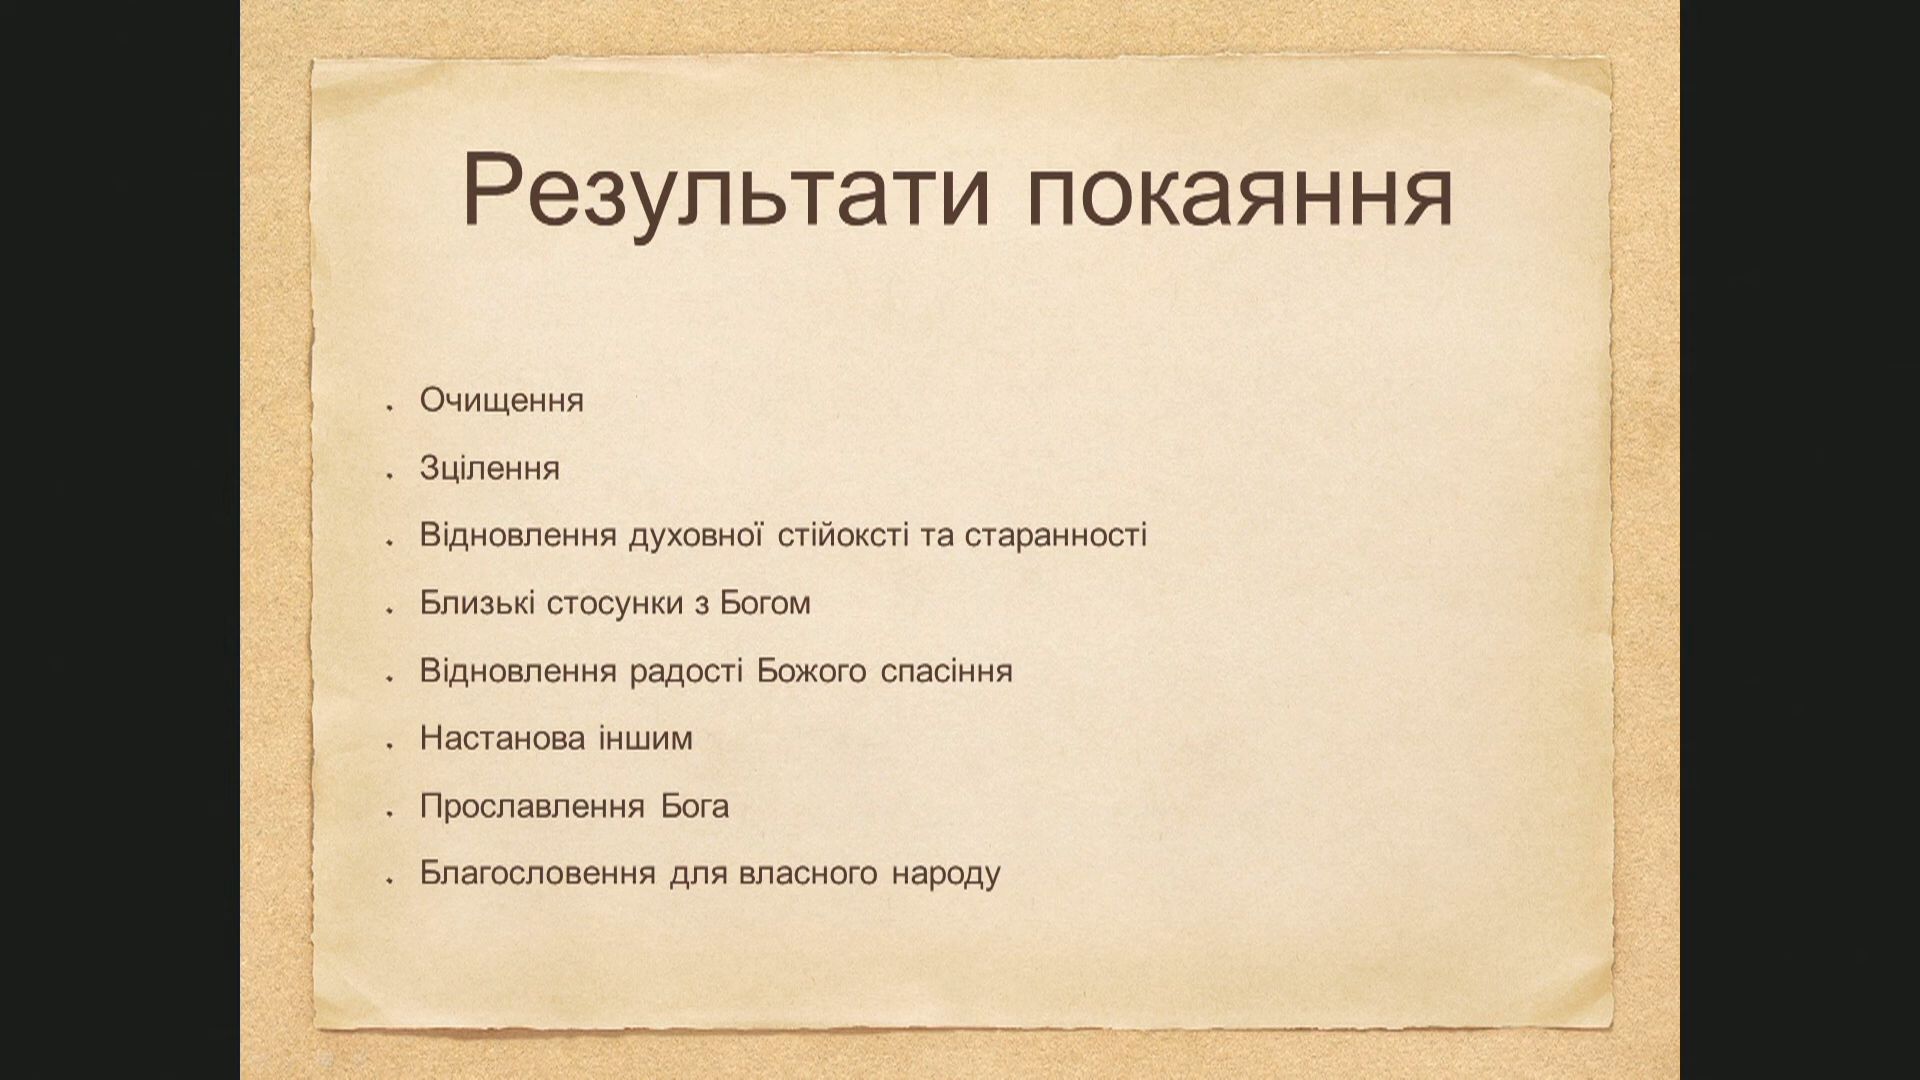 Результати покаяння
. Очищення
. Зцілення
. Відновлення духовної стійоксті та старанності
. Близькі стосунки з Богом
. Відновлення радості Божого спасіння
. Настанова іншим
. Прославлення Бога
. Благословення для власного народу